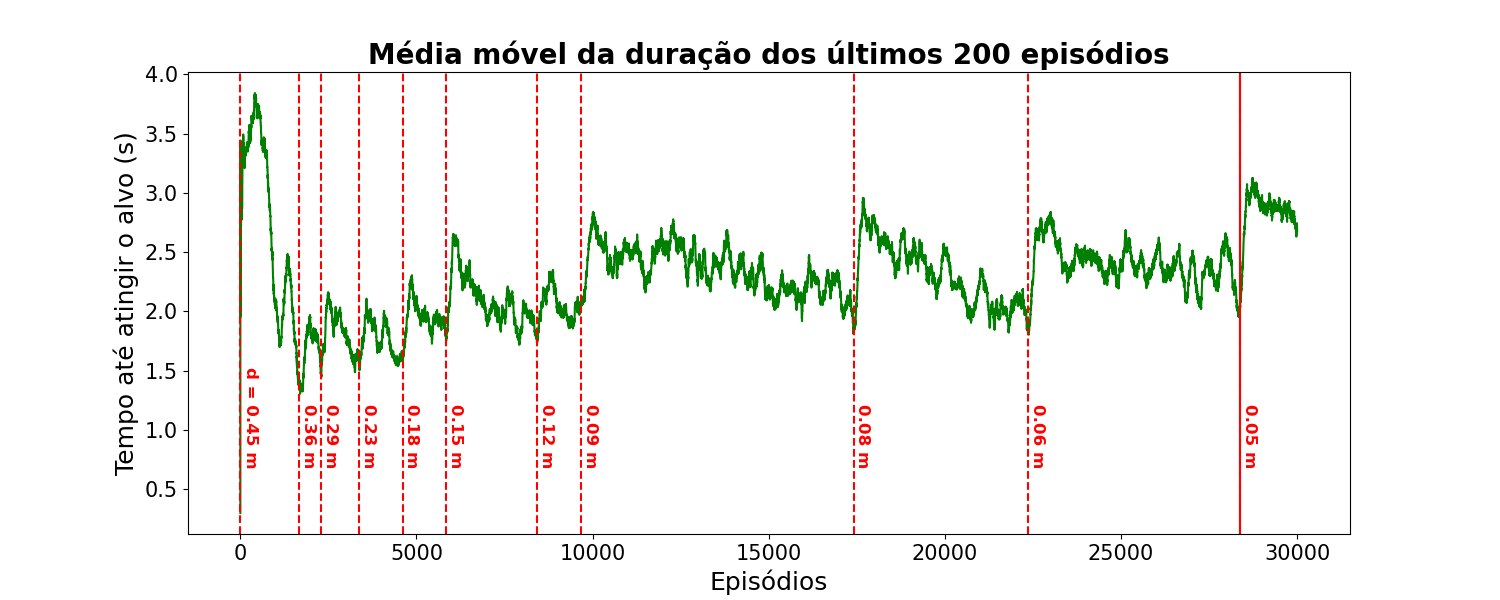 Média móvel da duração dos últimos 200 episódios
Tempo até atingir o alvo (s)
4.0
3.5
3.0
2.5
2.0
1.5
1.0
0.5
d = 0.45 m
0.36 m
0.29 m
0.23 m
0.18 m
0.15 m
0.12 m
0.09 m
0.08 m
0.06 m
0.05 m
0
5000
10000
15000
20000
25000
30000
Episódios